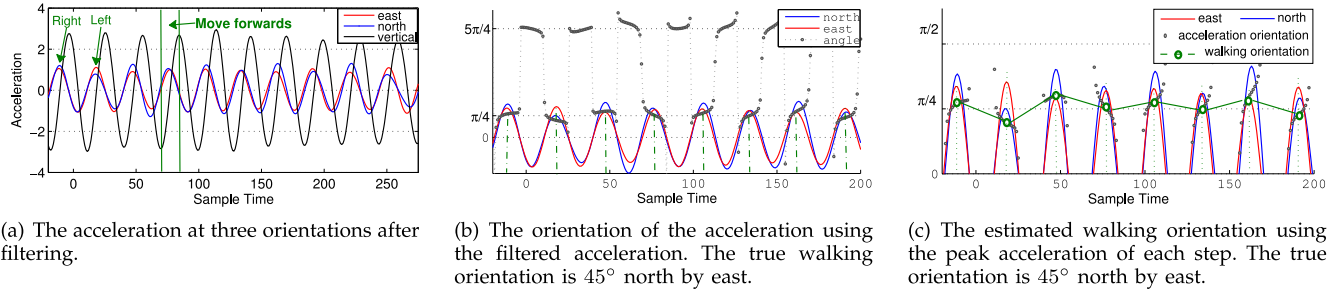 4
2
0
−2
−4
Acceleration
Right
Left
Move forwards
east
north
vertical
0
50
100
150
200
250
Sample Time
(a) The acceleration at three orientations after
filtering.
5π/4
π/4
0
north
east
angle
0
50
100
150
200
Sample Time
(b) The orientation of the acceleration using
the filtered acceleration. The true walking
orientation is 45° north by east.
π/2
π/4
0
east
north
acceleration orientation
walking orientation
0
50
100
150
200
Sample Time
(c) The estimated walking orientation using
the peak acceleration of each step. The true
orientation is 45° north by east.